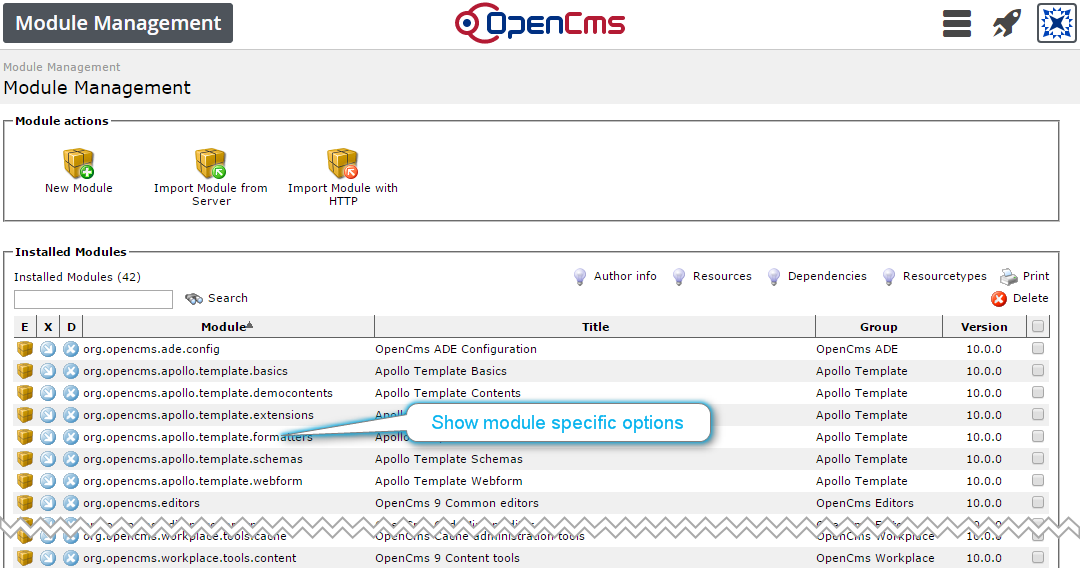 Module Management
OpenCms
Module Management
Module Management
Module actions
New Module
Import Module from Server
Import Module with HTTP
Installed Modules
Installed Modules (42)
Author info Resources Dependencies Resourcetypes Print
Search Delete
E X D Module Title Group Version
org.opencms.ade.config OpenCms ADE Configuration OpenCms ADE 10.0.0
org.opencms.apollo.template.basics Apollo Template Basics Apollo Template 10.0.0
org.opencms.apollo.template.democontents Apollo Template Contents Apollo Template 10.0.0
org.opencms.apollo.template.extensions Apollo Template 10.0.0
Show module specific options
org.opencms.apollo.template.formatters Apollo Template 10.0.0
org.opencms.apollo.template.schemas Apollo Template Schemas Apollo Template 10.0.0
org.opencms.apollo.template.webform Apollo Template Webform Apollo Template 10.0.0
org.opencms.editors OpenCms 9 Common editors OpenCms Editors 10.0.0
org.opencms.workplace.tools.cache OpenCms Cache administration tools OpenCms Workplace 10.0.0
org.opencms.workplace.tools.content OpenCms 9 Content tools OpenCms Workplace 10.0.0